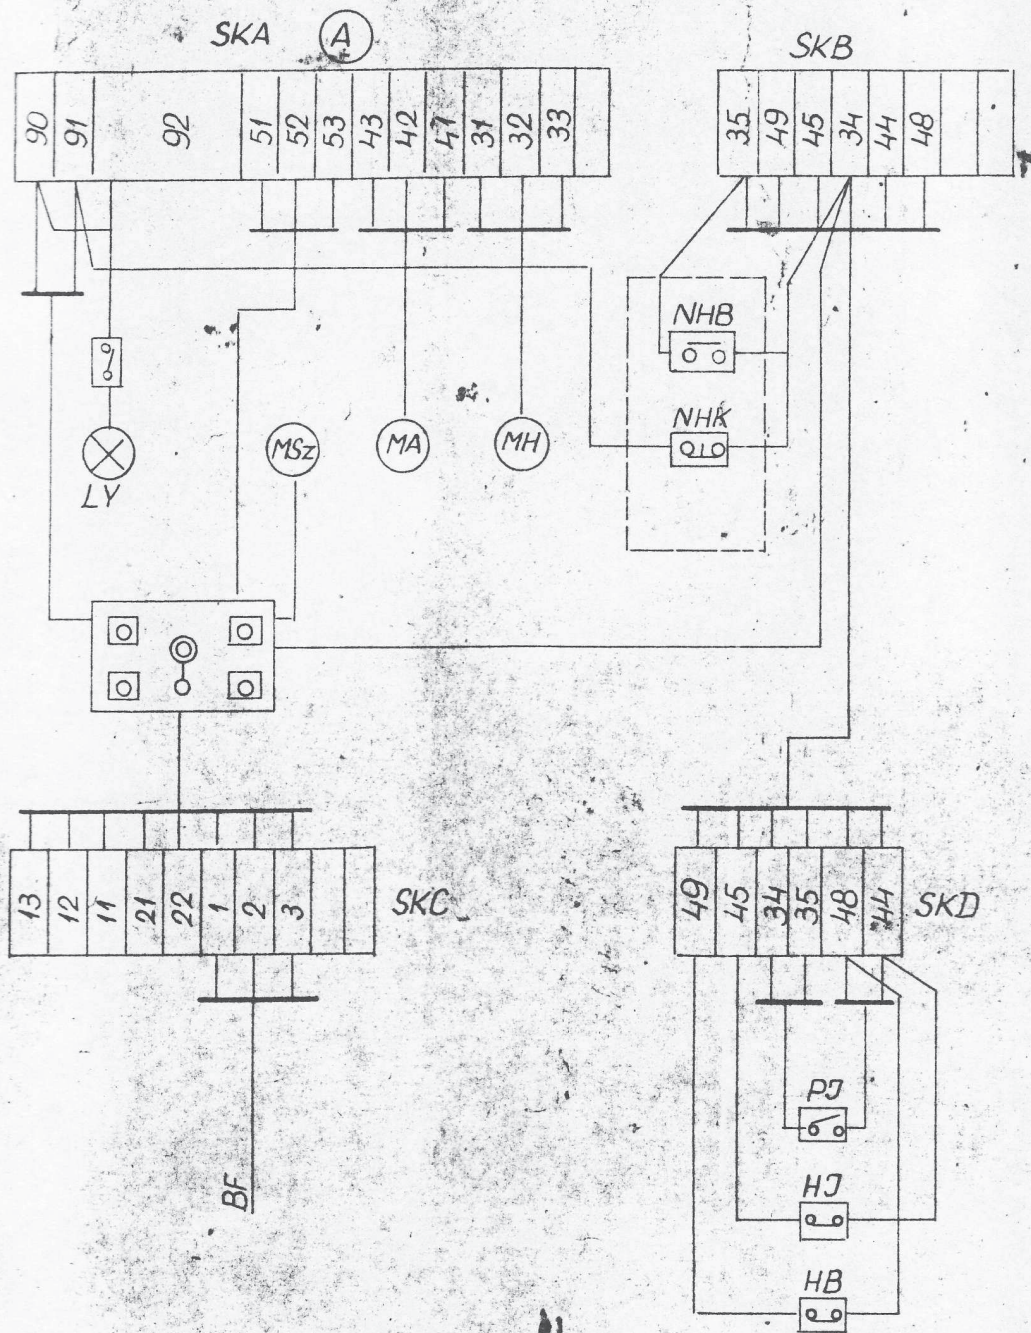 SKA A
SKB
90 91 92 51 52 53 43 42 41 31 32 33
35 49 45 34 44 48
NHB
NHK
MSz MA MH
LY
13 12 11 21 22 1 2 3
SKC
49 45 34 35 48 44
SKD
PJ
BF
HJ
HB